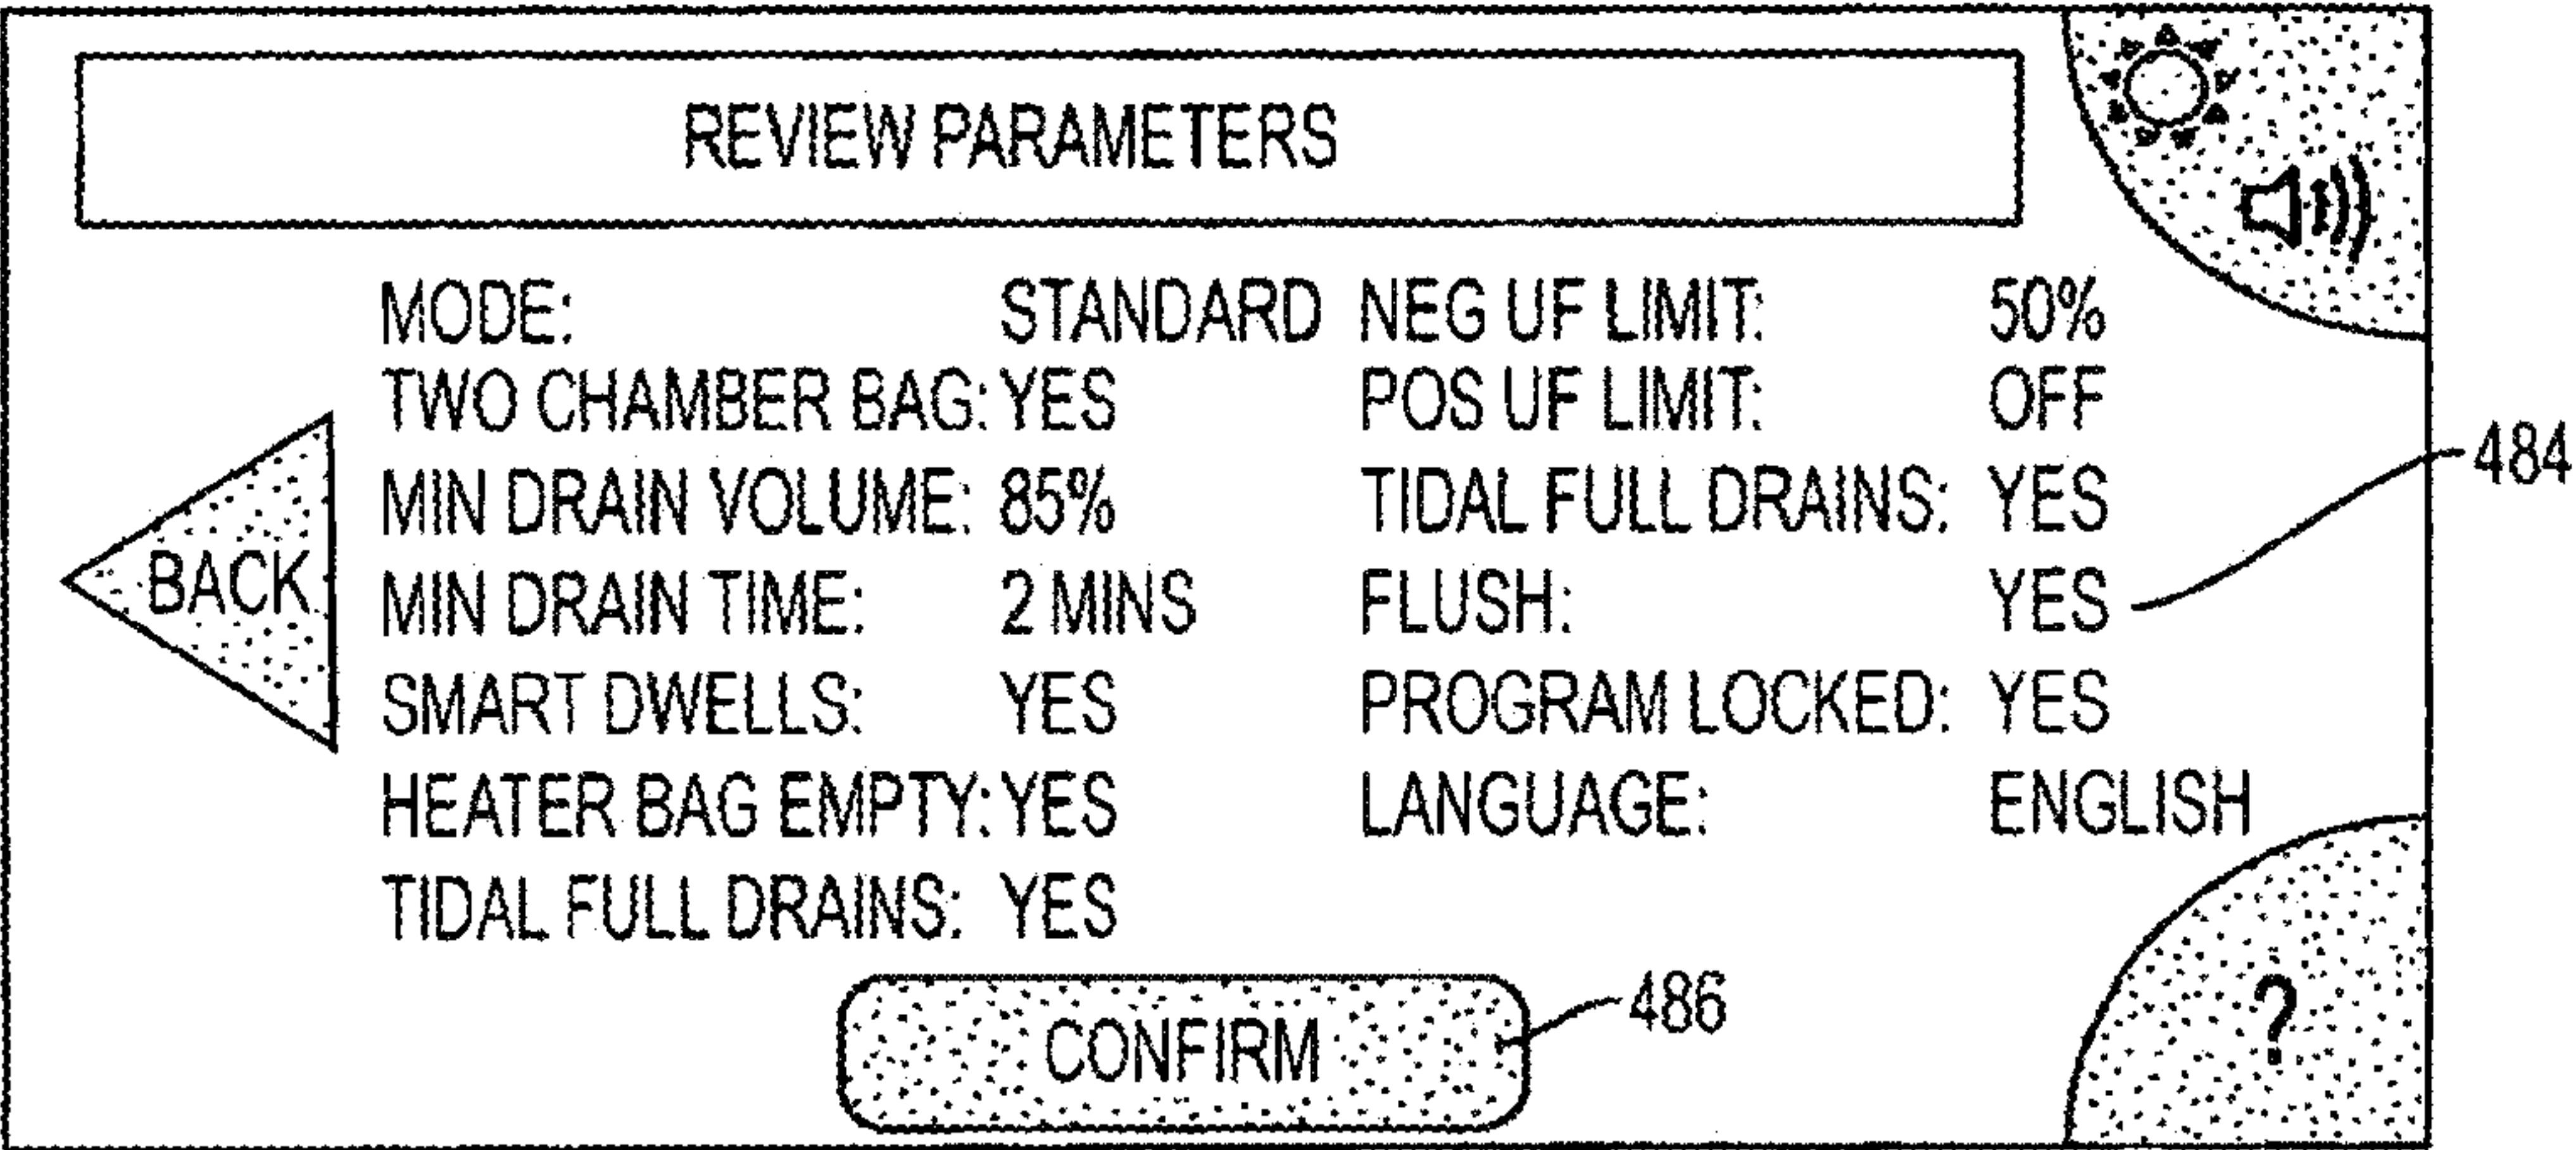 REVIEW PARAMETERS
MODE: STANDARD NEG UF LIMIT: 50%
TWO CHAMBER BAG: YES POS UF LIMIT: OFF
MIN DRAIN VOLUME: 85% TIDAL FULL DRAINS: YES
484
BACK MIN DRAIN TIME: 2 MINS FLUSH: YES
SMART DWELLS: YES PROGRAM LOCKED: YES
HEATER BAG EMPTY: YES LANGUAGE: ENGLISH
TIDAL FULL DRAINS: YES
CONFIRM
486
?